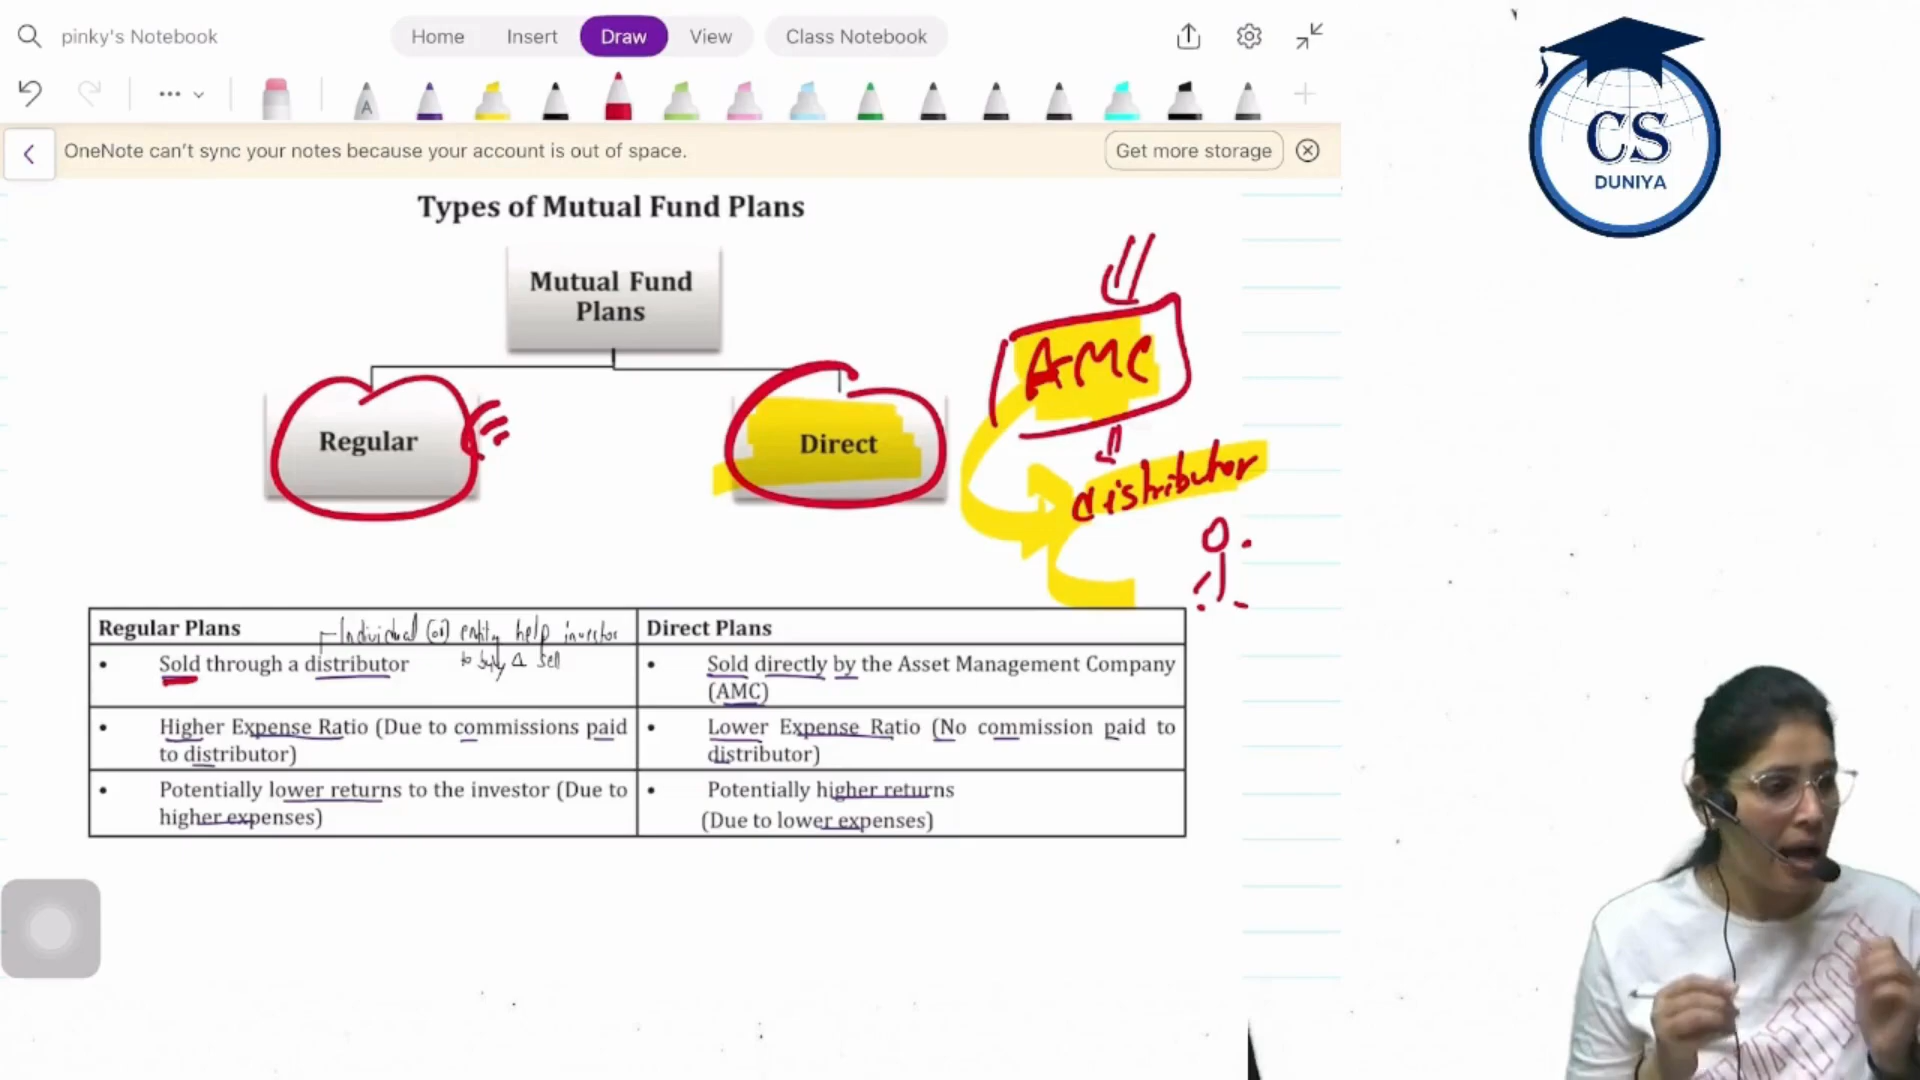 pinky's Notebook
Home Insert Draw View Class Notebook
A
OneNote can't sync your notes because your account is out of space.
Get more storage
CS
DUNIYA
Types of Mutual Fund Plans
Mutual Fund
Plans
Regular
Direct
AMC
distributor
Regular Plans
Individual (or) entity help investor
to buy & sell
• Sold through a distributor
• Higher Expense Ratio (Due to commissions paid
to distributor)
• Potentially lower returns to the investor (Due to
higher expenses)
Direct Plans
• Sold directly by the Asset Management Company
(AMC)
• Lower Expense Ratio (No commission paid to
distributor)
• Potentially higher returns
(Due to lower expenses)